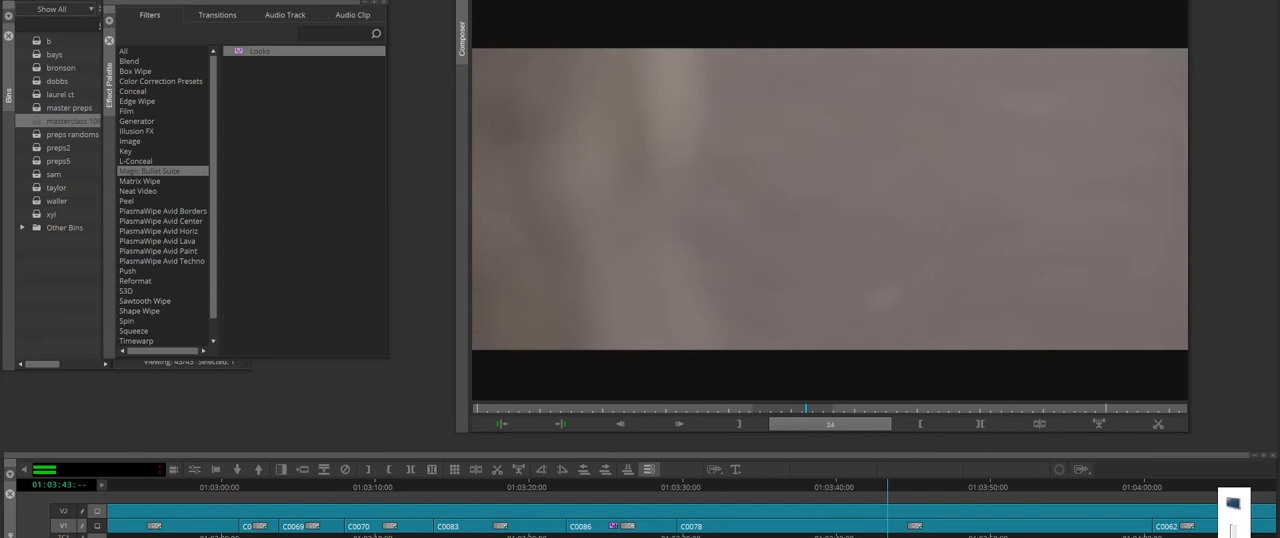 Show All
Bins
b
bays
bronson
dobbs
laurel ct
master preps
masterclass 108
preps randoms
preps2
preps5
sam
taylor
waller
xyi
Other Bins
Effect Palette
Filters Transitions Audio Track Audio Clip
All
Blend
Box Wipe
Color Correction Presets
Conceal
Edge Wipe
Film
Generator
Illusion FX
Image
Key
L-Conceal
Magic Bullet Suite
Matrix Wipe
Neat Video
Peel
PlasmaWipe Avid Borders
PlasmaWipe Avid Center
PlasmaWipe Avid Horiz
PlasmaWipe Avid Lava
PlasmaWipe Avid Paint
PlasmaWipe Avid Techno
Push
Reformat
S3D
Sawtooth Wipe
Shape Wipe
Spin
Squeeze
Timewarp
Looks
Viewing: 43/43 Selected: 1
Composer
24
01:03:43:--
01:03:00:00 01:03:10:00 01:03:20:00 01:03:30:00 01:03:40:00 01:03:50:00 01:04:00:00
V2
V1 C0 C0069 C0070 C0083 C0086 C0078 C0062